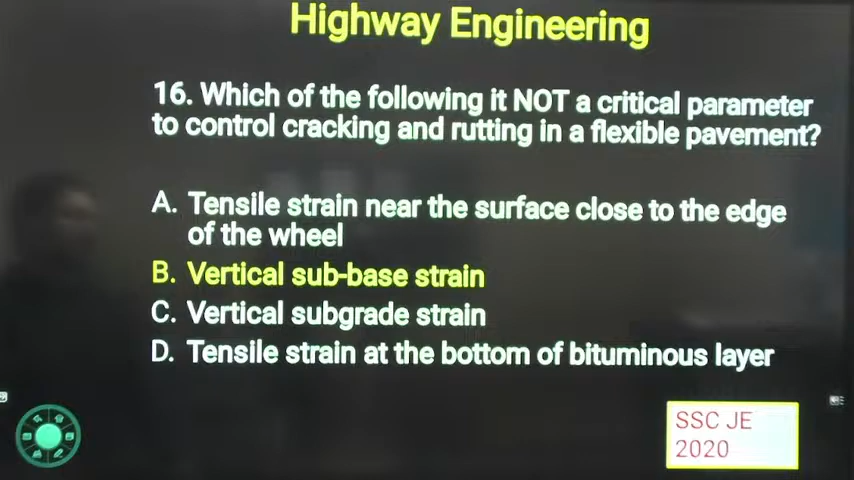 Highway Engineering
16. Which of the following it NOT a critical parameter
to control cracking and rutting in a flexible pavement?
A. Tensile strain near the surface close to the edge
of the wheel
B. Vertical sub-base strain
C. Vertical subgrade strain
D. Tensile strain at the bottom of bituminous layer
SSC JE
2020